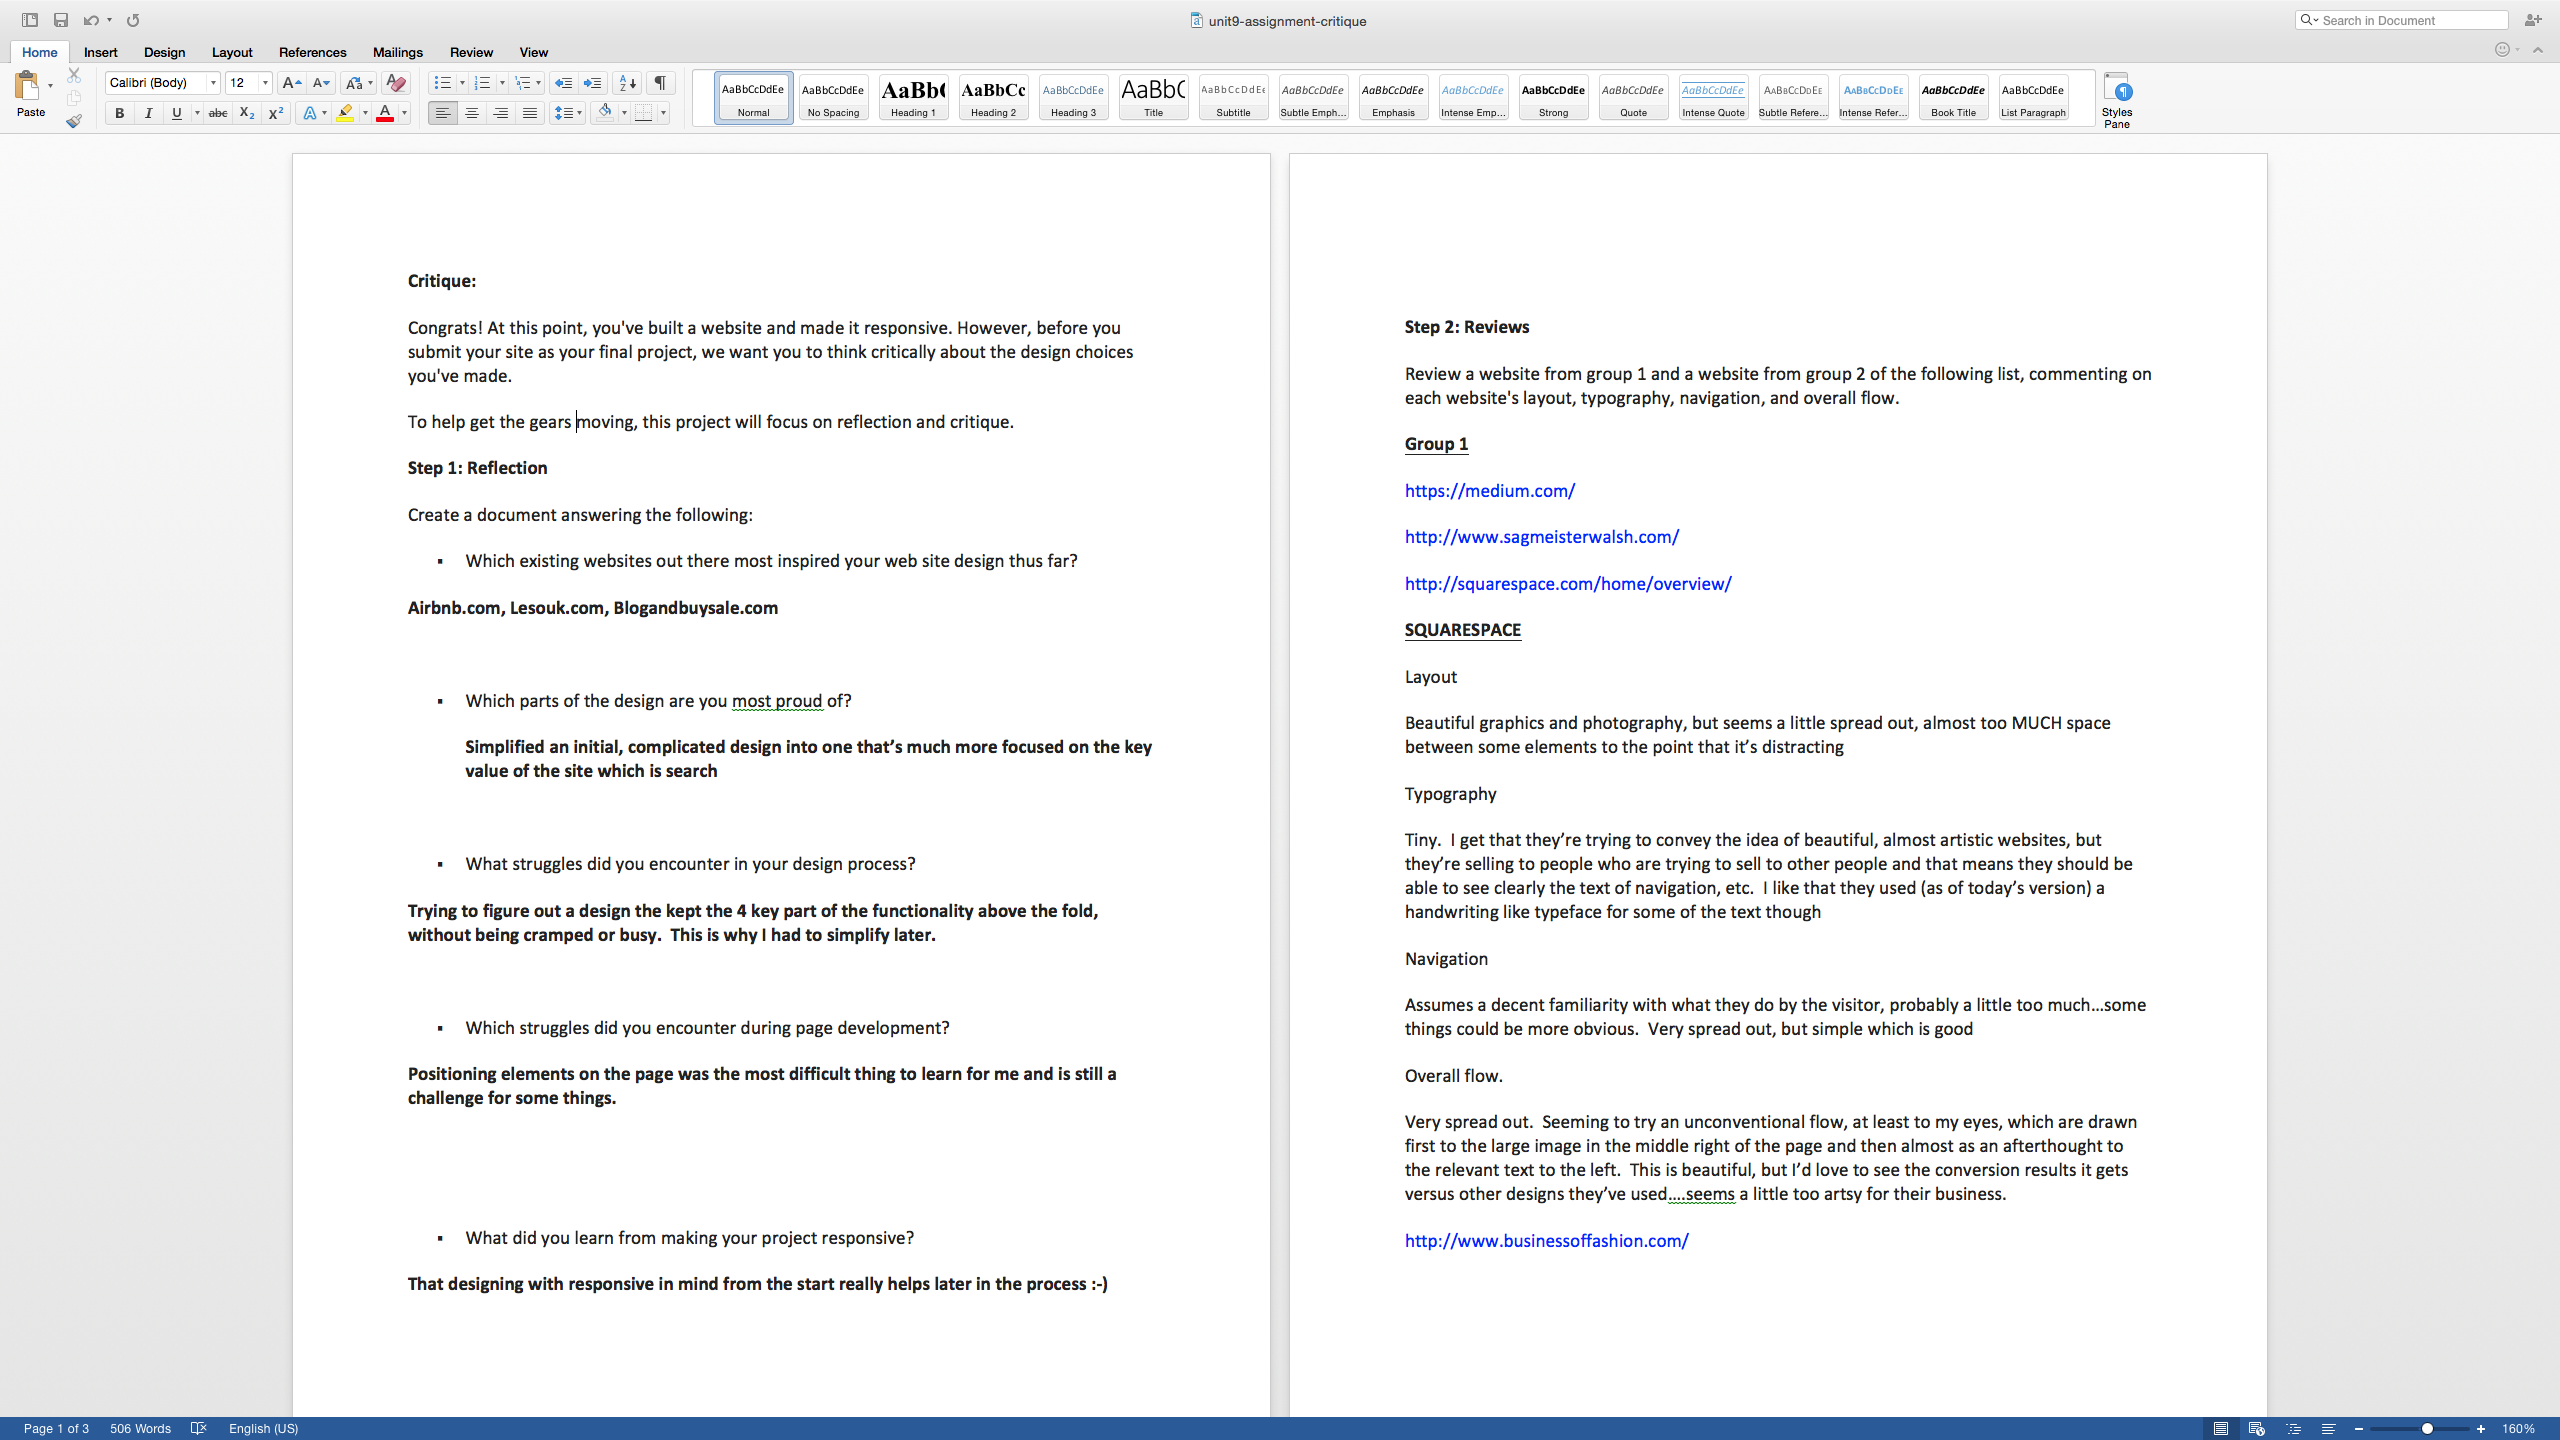 unit9-assignment-critique
Search in Document
Home Insert Design Layout References Mailings Review View
Paste
Calibri (Body) 12
AaBbCcDdEe Normal
AaBbCcDdEe No Spacing
AaBb( Heading 1
AaBbCc Heading 2
AaBbCcDdEe Heading 3
AaBbC Title
AaBbCcDdEe Subtitle
AaBbCcDdEe Subtle Emph...
AaBbCcDdEe Emphasis
AaBbCcDdEe Intense Emp...
AaBbCcDdEe Strong
AaBbCcDdEe Quote
AaBbCcDdEe Intense Quote
AaBbCcDdEe Subtle Refere...
AaBbCcDdEe Intense Refer...
AaBbCcDdEe Book Title
AaBbCcDdEe List Paragraph
Styles Pane
Critique:
Congrats! At this point, you've built a website and made it responsive. However, before you
submit your site as your final project, we want you to think critically about the design choices
you've made.
To help get the gears moving, this project will focus on reflection and critique.
Step 1: Reflection
Create a document answering the following:
▪ Which existing websites out there most inspired your web site design thus far?
Airbnb.com, Lesouk.com, Blogandbuysale.com
▪ Which parts of the design are you most proud of?
Simplified an initial, complicated design into one that’s much more focused on the key
value of the site which is search
▪ What struggles did you encounter in your design process?
Trying to figure out a design the kept the 4 key part of the functionality above the fold,
without being cramped or busy.  This is why I had to simplify later.
▪ Which struggles did you encounter during page development?
Positioning elements on the page was the most difficult thing to learn for me and is still a
challenge for some things.
▪ What did you learn from making your project responsive?
That designing with responsive in mind from the start really helps later in the process :-)
Step 2: Reviews
Review a website from group 1 and a website from group 2 of the following list, commenting on
each website's layout, typography, navigation, and overall flow.
Group 1
https://medium.com/
http://www.sagmeisterwalsh.com/
http://squarespace.com/home/overview/
SQUARESPACE
Layout
Beautiful graphics and photography, but seems a little spread out, almost too MUCH space
between some elements to the point that it’s distracting
Typography
Tiny.  I get that they’re trying to convey the idea of beautiful, almost artistic websites, but
they’re selling to people who are trying to sell to other people and that means they should be
able to see clearly the text of navigation, etc.  I like that they used (as of today’s version) a
handwriting like typeface for some of the text though
Navigation
Assumes a decent familiarity with what they do by the visitor, probably a little too much…some
things could be more obvious.  Very spread out, but simple which is good
Overall flow.
Very spread out.  Seeming to try an unconventional flow, at least to my eyes, which are drawn
first to the large image in the middle right of the page and then almost as an afterthought to
the relevant text to the left.  This is beautiful, but I’d love to see the conversion results it gets
versus other designs they’ve used….seems a little too artsy for their business.
http://www.businessoffashion.com/
Page 1 of 3 506 Words English (US) 160%